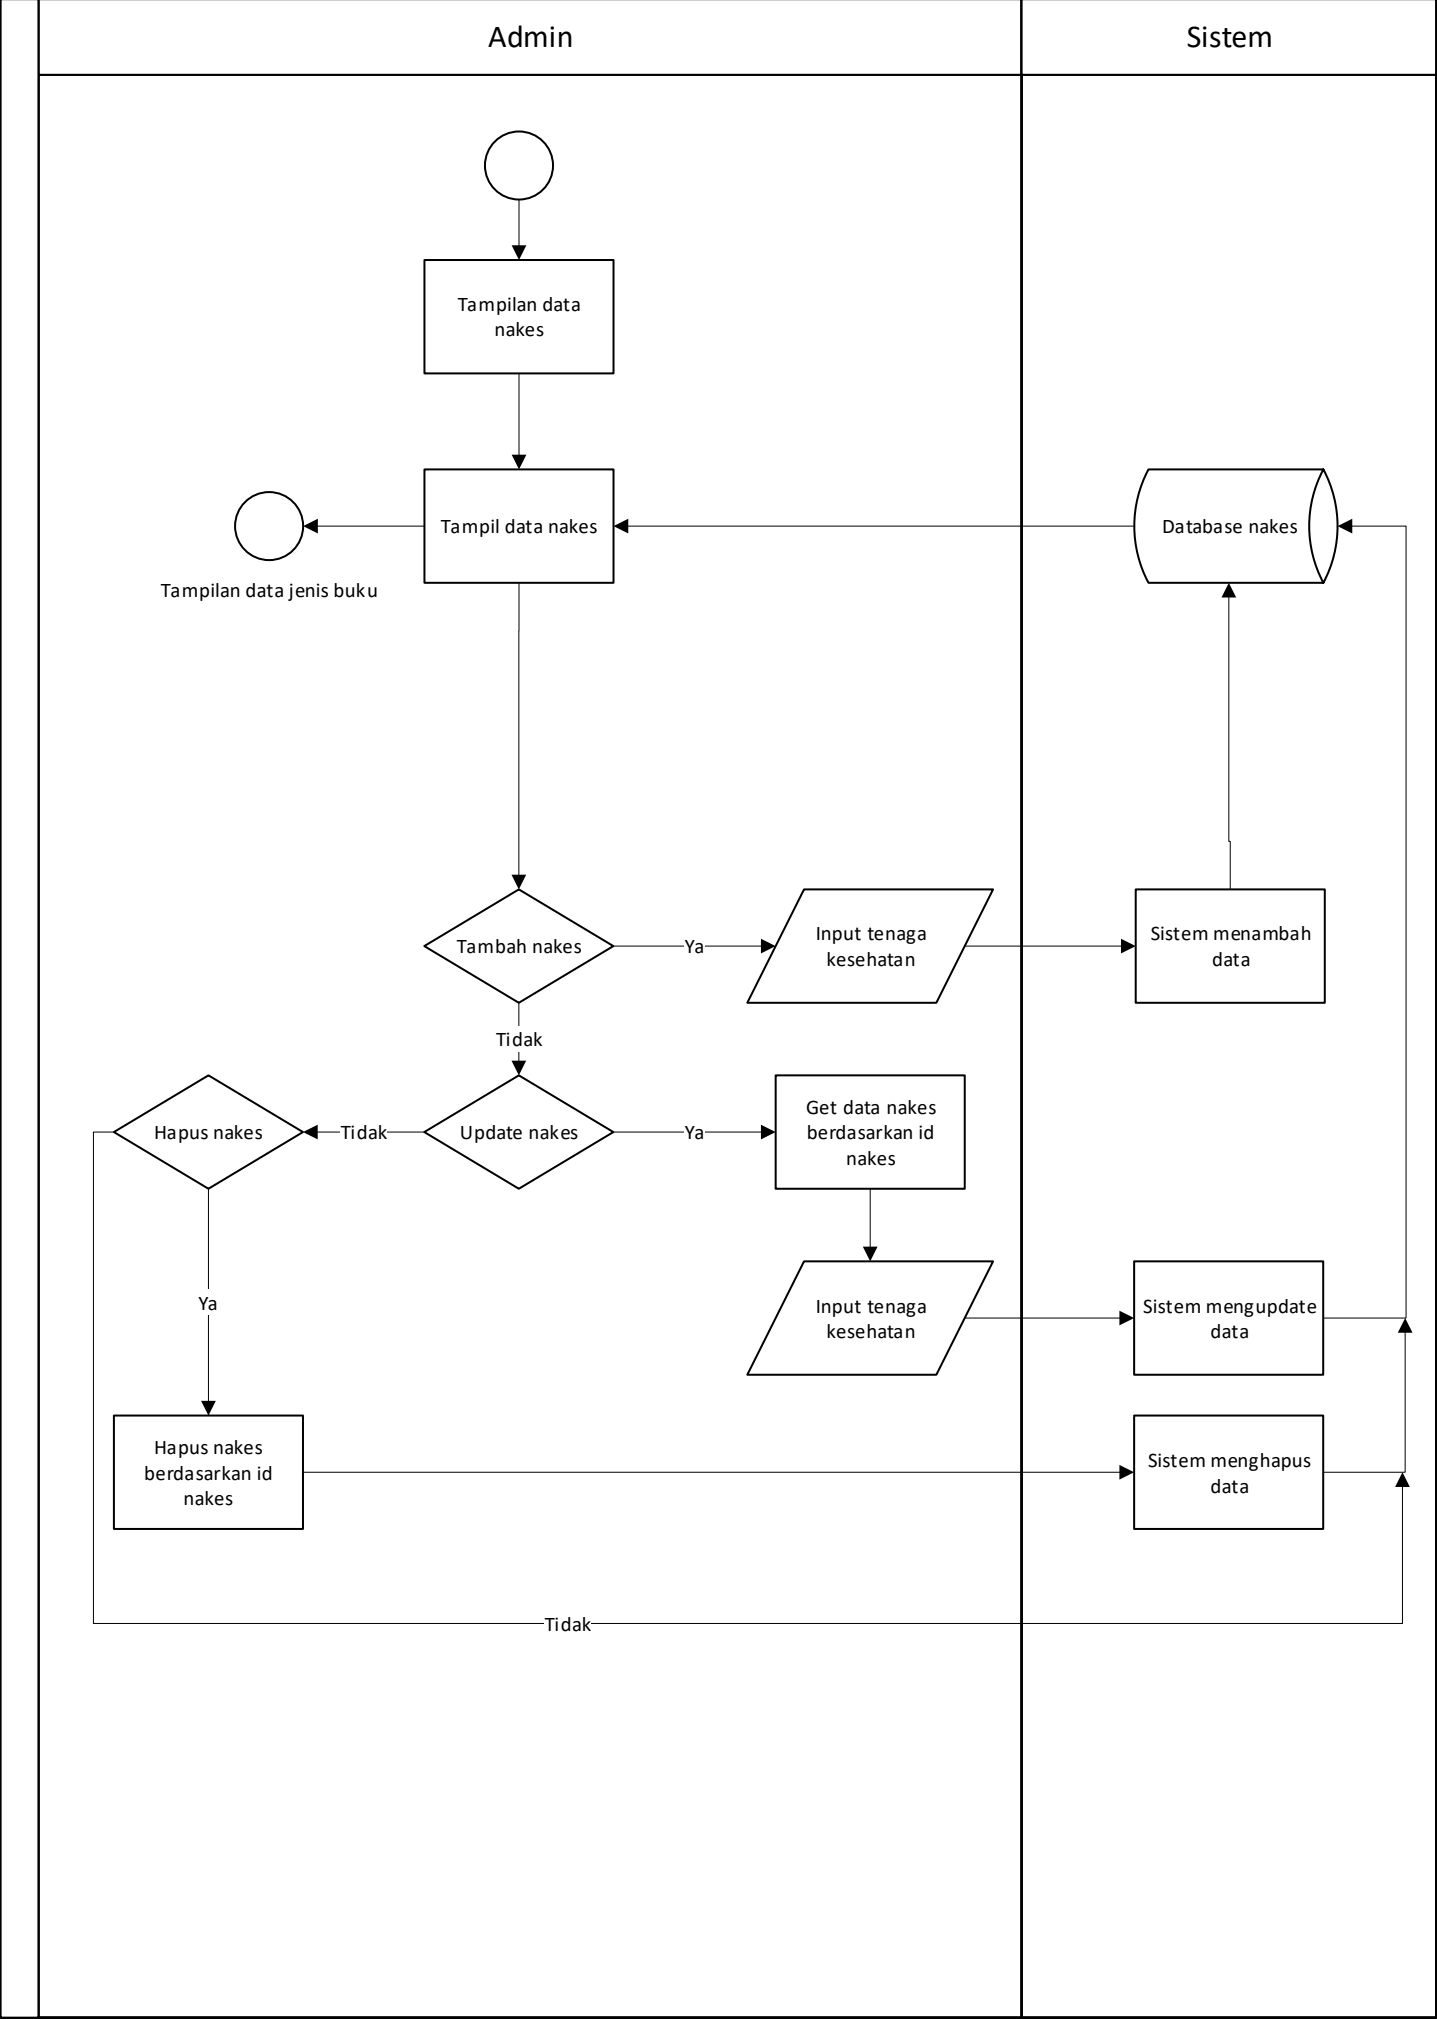 Admin
Sistem
Tampilan data
nakes
Tampil data nakes
Database nakes
Tampilan data jenis buku
Tambah nakes
Ya
Input tenaga
kesehatan
Sistem menambah
data
Tidak
Hapus nakes
Tidak
Update nakes
Ya
Get data nakes
berdasarkan id
nakes
Ya
Input tenaga
kesehatan
Sistem mengupdate
data
Hapus nakes
berdasarkan id
nakes
Sistem menghapus
data
Tidak